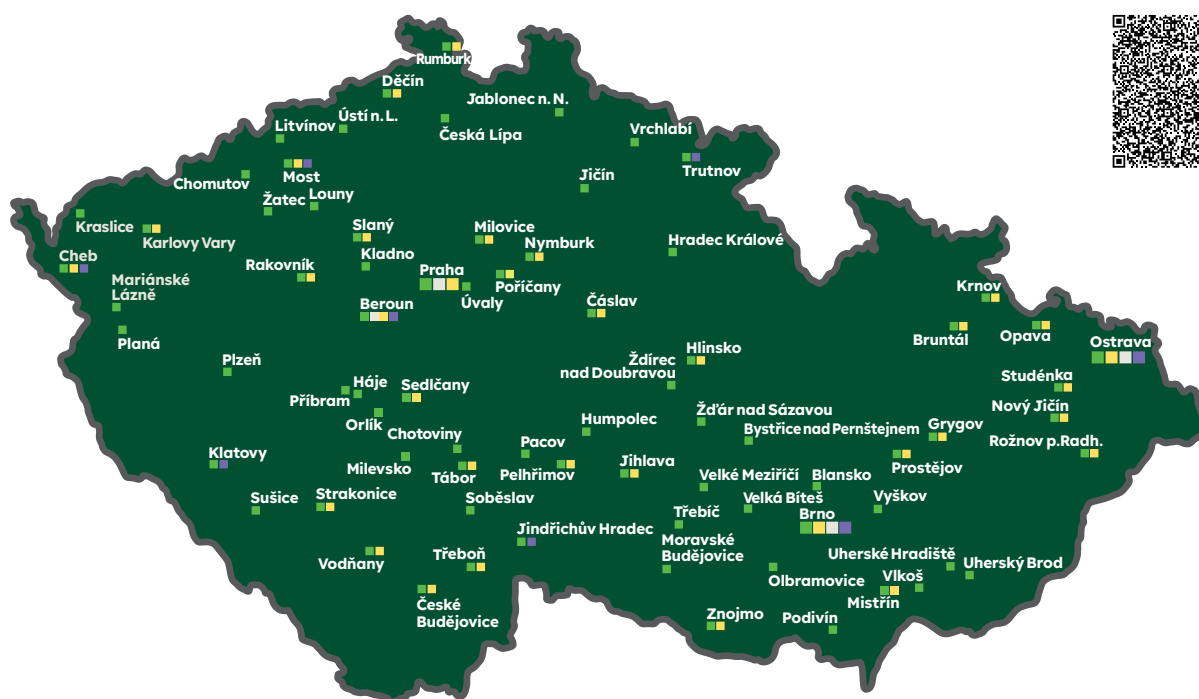 Rumburk
Děčín
Jablonec n. N.
Ústí n. L.
Česká Lípa
Litvínov
Vrchlabí
Most
Trutnov
Chomutov
Jičín
Louny
Žatec
Kraslice
Karlovy Vary
Slaný
Milovice
Nymburk
Hradec Králové
Cheb
Kladno
Rakovník
Praha
Poříčany
Mariánské
Lázně
Úvaly
Krnov
Beroun
Čáslav
Planá
Bruntál
Opava
Ostrava
Hlinsko
Plzeň
Ždírec
nad Doubravou
Studénka
Háje
Sedlčany
Příbram
Nový Jičín
Orlík
Humpolec
Žďár nad Sázavou
Grygov
Chotoviny
Bystřice nad Pernštejnem
Rožnov p.Radh.
Klatovy
Pacov
Jihlava
Milevsko
Prostějov
Tábor
Pelhřimov
Velké Meziříčí
Blansko
Sušice
Strakonice
Soběslav
Velká Bíteš
Vyškov
Třebíč
Brno
Jindřichův Hradec
Moravské
Budějovice
Vodňany
Třeboň
Uherské Hradiště
Uherský Brod
Olbramovice
Vlkoš
České
Budějovice
Mistřín
Znojmo
Podivín